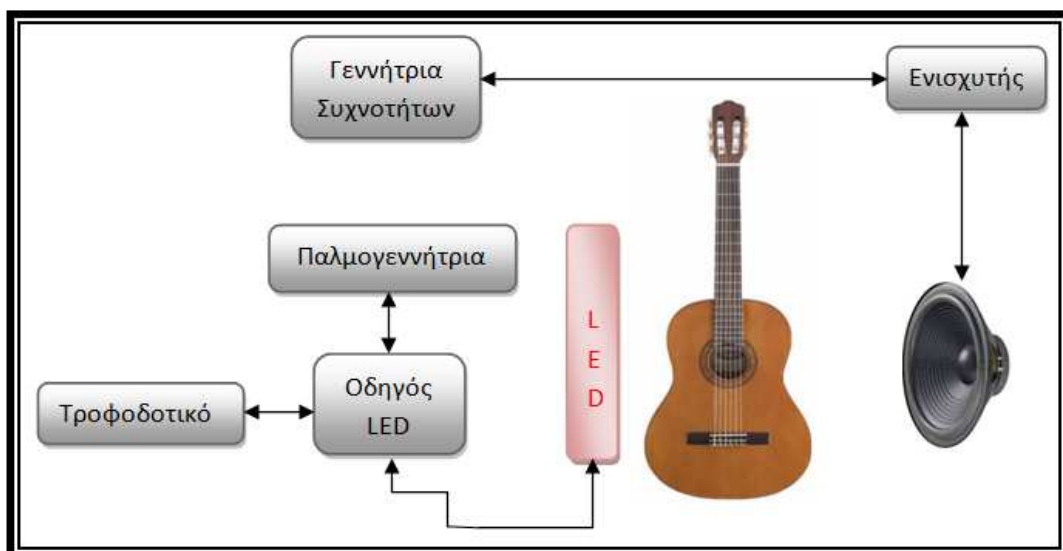 Γεννήτρια
Συχνοτήτων
Ενισχυτής
Παλμογεννήτρια
L
E
D
Οδηγός
LED
Τροφοδοτικό